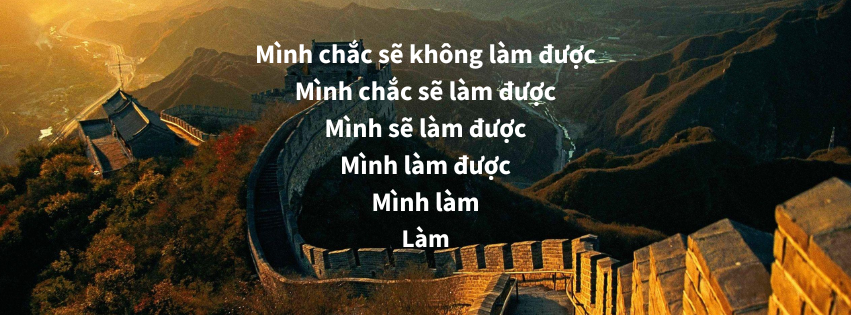 Mình chắc sẽ không làm được
Mình chắc sẽ làm được
Mình sẽ làm được
Mình làm được
Mình làm
Làm